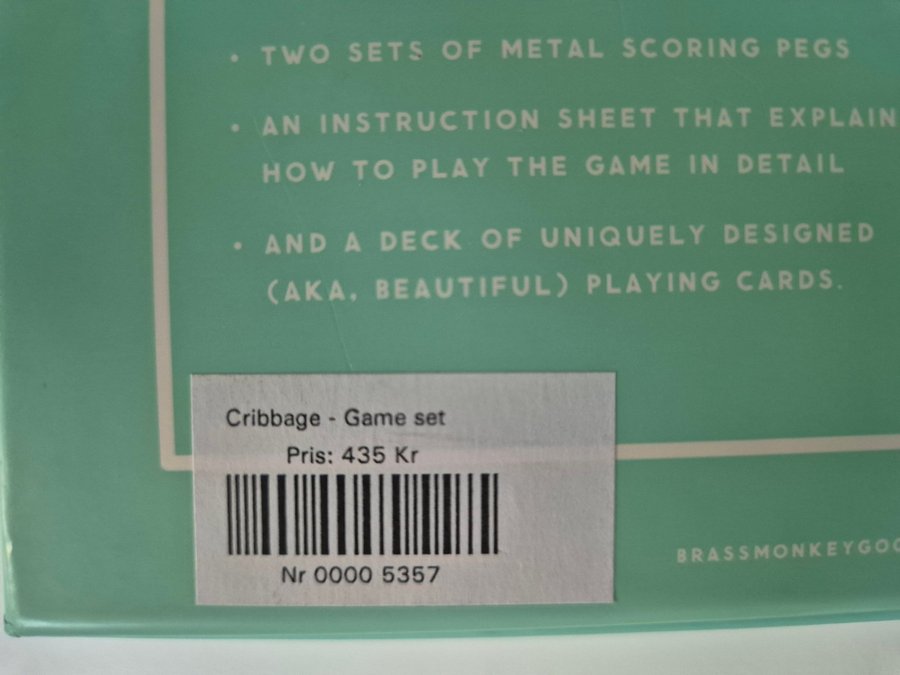 • TWO SETS OF METAL SCORING PEGS
• AN INSTRUCTION SHEET THAT EXPLAIN
HOW TO PLAY THE GAME IN DETAIL
• AND A DECK OF UNIQUELY DESIGNED
(AKA, BEAUTIFUL) PLAYING CARDS.
Cribbage - Game set
Pris: 435 Kr
Nr 0000 5357
BRASSMONKEYGOO